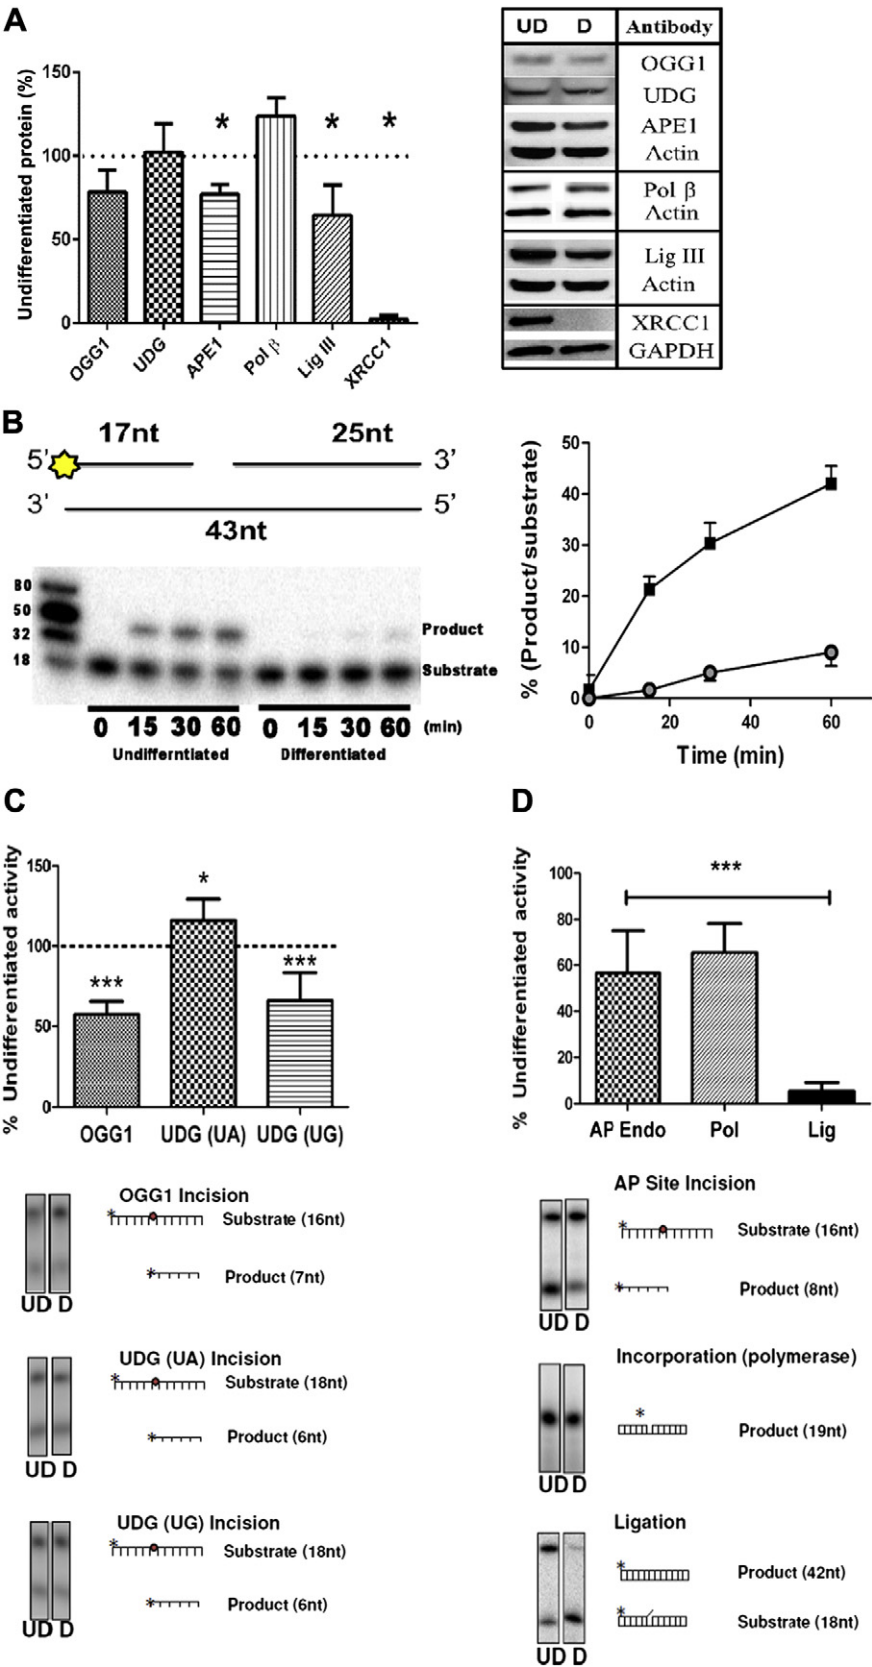 A
Undifferentiated protein (%)
150
100
50
0
* * *
OGG1 UDG APE1 Pol β Lig III XRCC1
UD D Antibody
OGG1
UDG
APE1
Actin
Pol β
Actin
Lig III
Actin
XRCC1
GAPDH
B
17nt 25nt
5' 3'
3' 5'
43nt
80
50
32
18
Product
Substrate
0 15 30 60 0 15 30 60 (min)
Undifferntiated Differentiated
% (Product/substrate)
50
40
30
20
10
0
0 20 40 60
Time (min)
C
% Undifferentiated activity
150
100
50
0
*** * ***
OGG1 UDG (UA) UDG (UG)
OGG1 Incision
* Substrate (16nt)
* Product (7nt)
UD D
UDG (UA) Incision
* Substrate (18nt)
* Product (6nt)
UD D
UDG (UG) Incision
* Substrate (18nt)
* Product (6nt)
UD D
D
% Undifferentiated activity
100
80
60
40
20
0
***
AP Endo Pol Lig
AP Site Incision
* Substrate (16nt)
* Product (8nt)
UD D
Incorporation (polymerase)
* Product (19nt)
UD D
Ligation
* Product (42nt)
* Substrate (18nt)
UD D